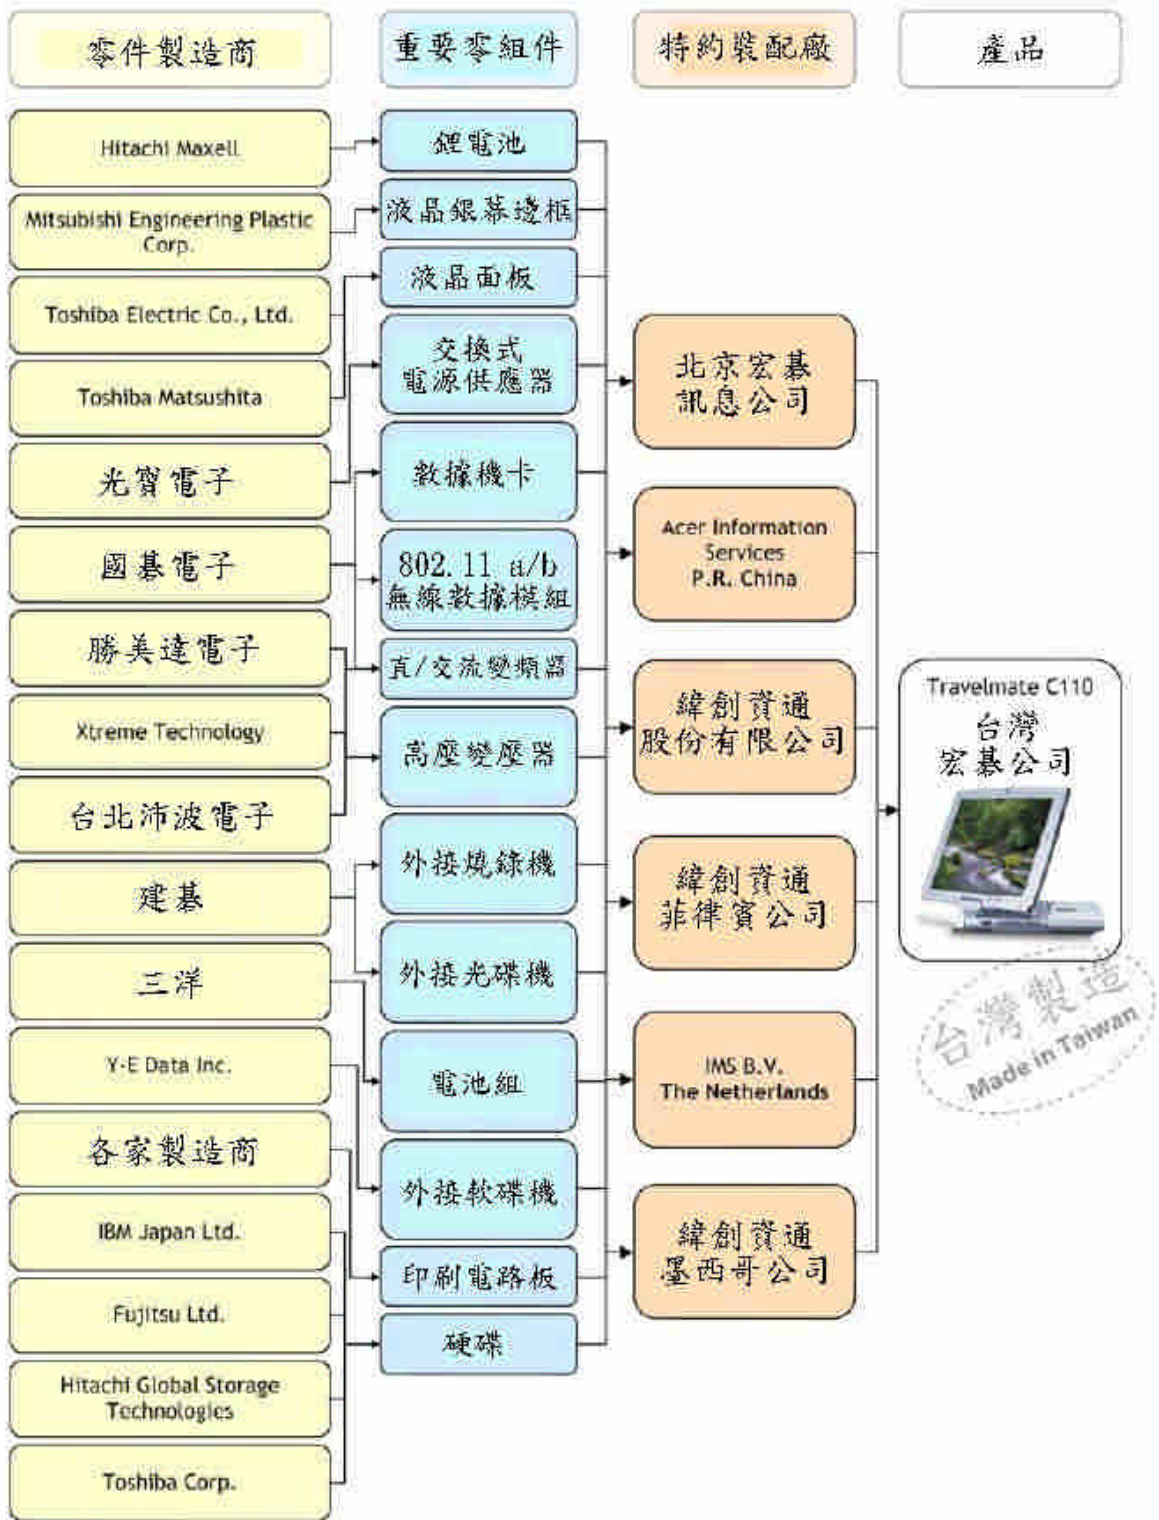 零件製造商
重要零組件
特約裝配廠
產品
Hitachi Maxell
Mitsubishi Engineering Plastic
Corp.
Toshiba Electric Co., Ltd.
Toshiba Matsushita
光寶電子
國碁電子
勝美達電子
Xtreme Technology
台北沛波電子
建碁
三洋
Y-E Data Inc.
各家製造商
IBM Japan Ltd.
Fujitsu Ltd.
Hitachi Global Storage
Technologies
Toshiba Corp.
鋰電池
液晶銀幕邊框
液晶面板
交換式
電源供應器
數據機卡
802.11 a/b
無線數據模組
直/交流變頻器
高壓變壓器
外接燒錄機
外接光碟機
電池組
外接軟碟機
印刷電路板
硬碟
北京宏碁
訊息公司
Acer Information
Services
P.R. China
緯創資通
股份有限公司
緯創資通
菲律賓公司
IMS B.V.
The Netherlands
緯創資通
墨西哥公司
Travelmate C110
台灣
宏碁公司
台灣製造
Made in Taiwan